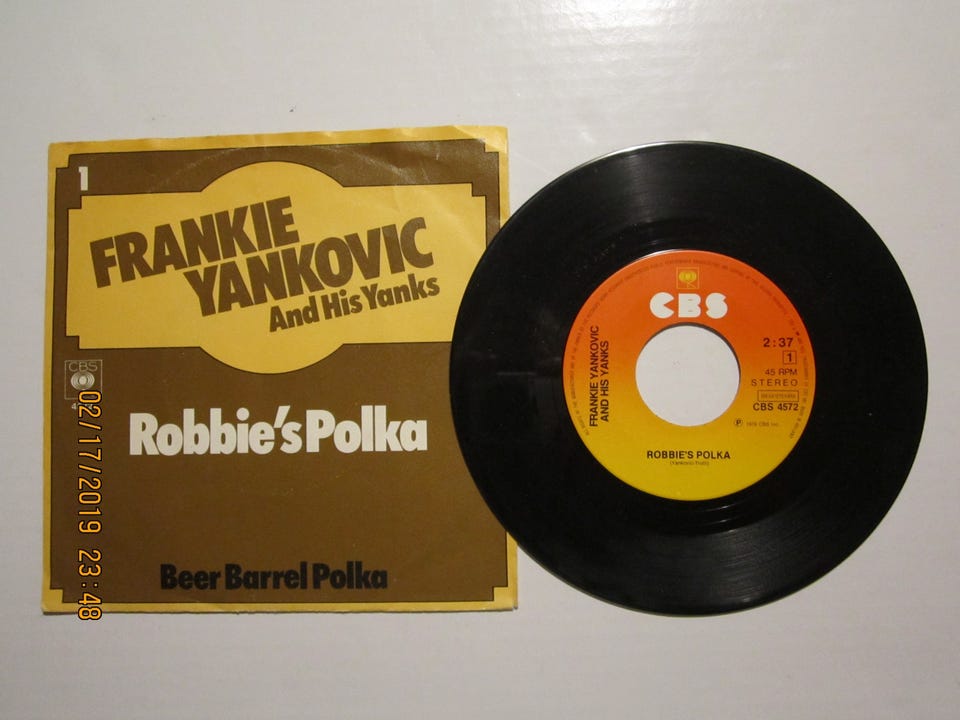 1
FRANKIE
YANKOVIC
And His Yanks
CBS
Robbie's Polka
Beer Barrel Polka
02/17/2019 23:48
CBS
2:37
1
45 RPM
STEREO
CBS 4572
FRANKIE YANKOVIC
AND HIS YANKS
ROBBIE'S POLKA